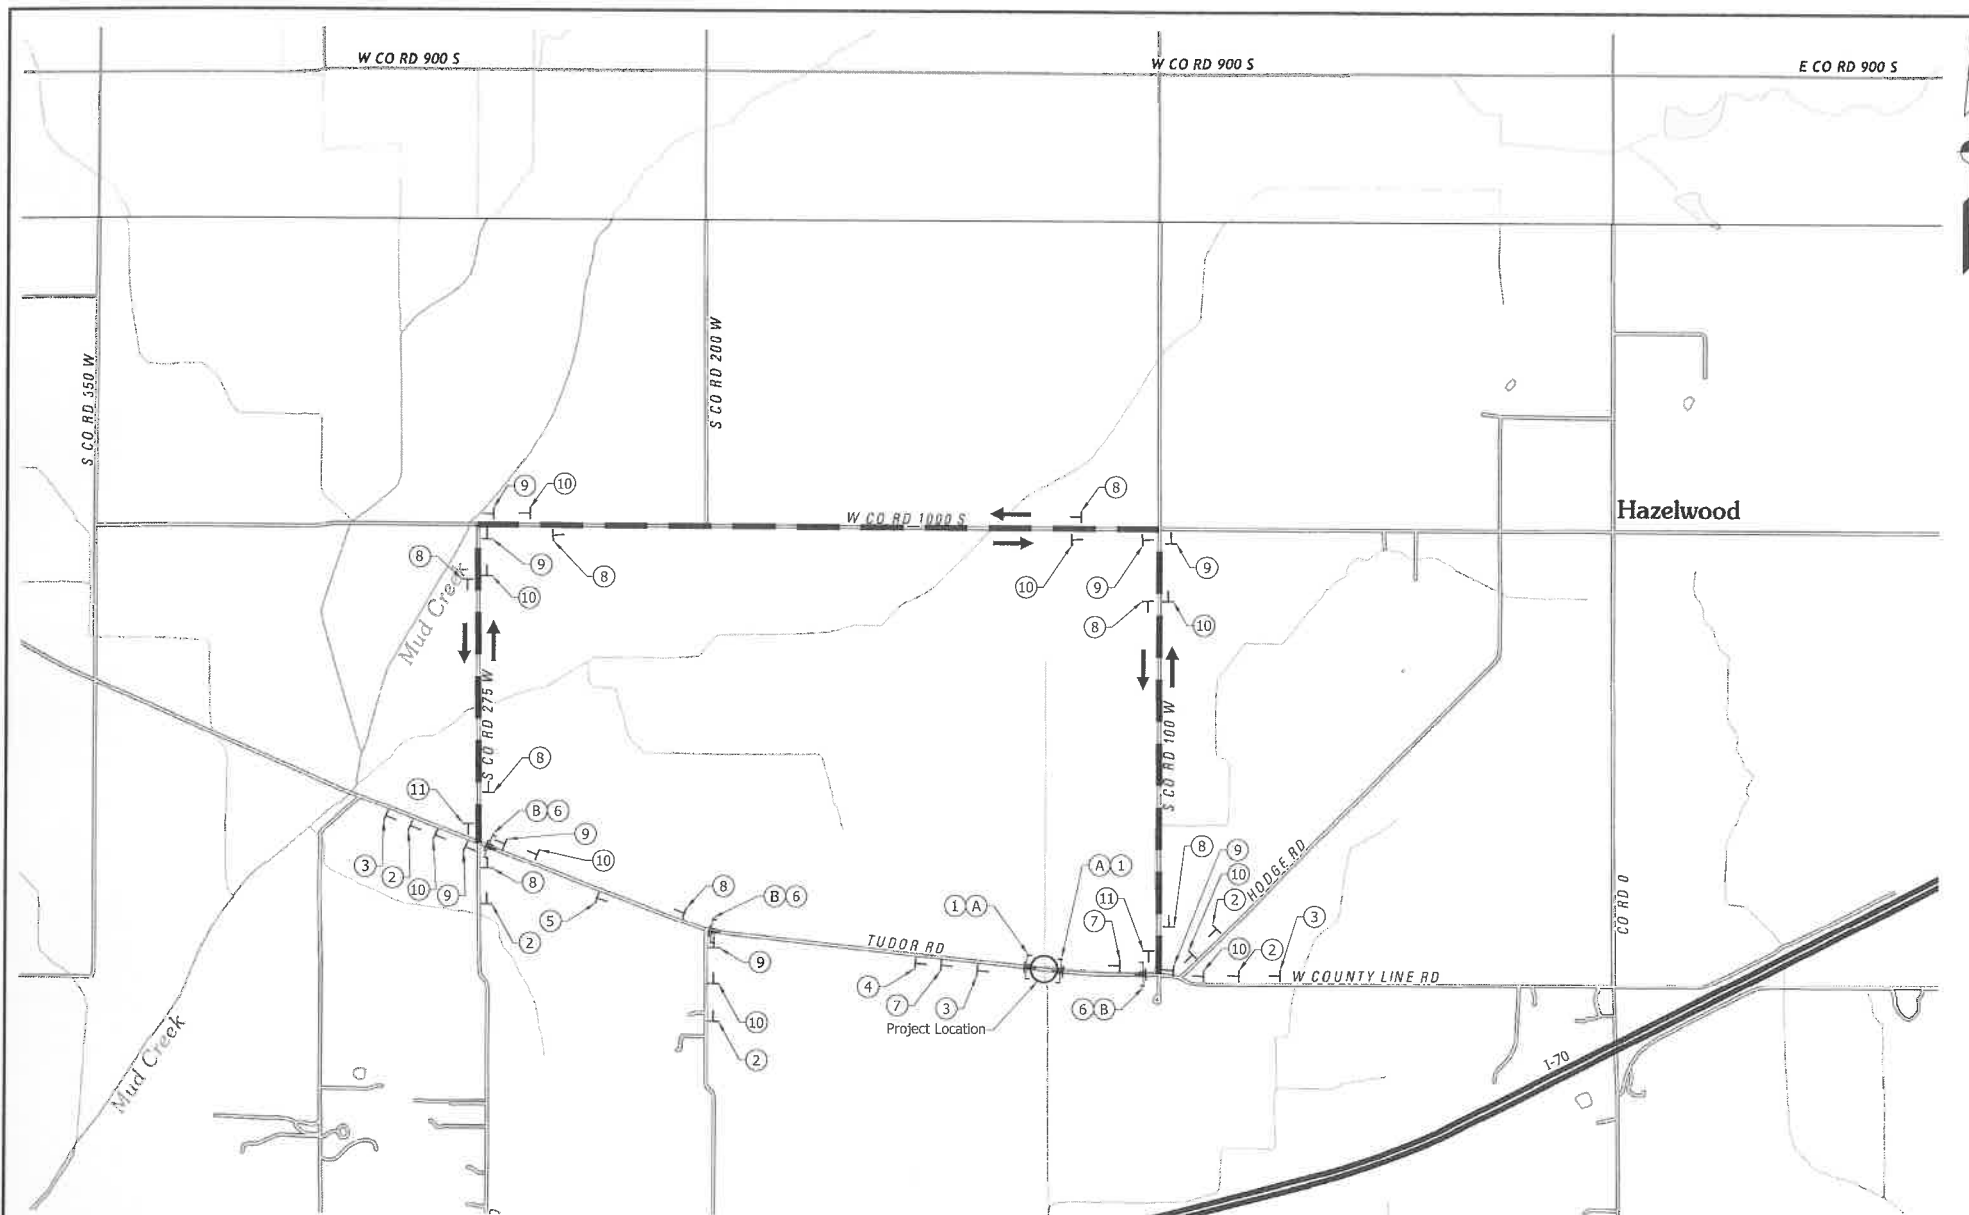 W CO RD 900 S
W CO RD 900 S
E CO RD 900 S
S CO RD 350 W
S CO RD 200 W
9
10
8
W CO RD 1000 S
Hazelwood
8
9
8
10
10
9
9
8
10
Mud Creek
S CO RD 275 W
S CO RD 100 W
8
11
B 6
9
10
3
2
10
9
8
2
5
8
B 6
9
10
2
TUDOR RD
4
7
3
1 A
A 1
Project Location
7
11
6 B
8
9
10
2
HODGE RD
3
10
2
W COUNTY LINE RD
CO RD 0
I-70
Mud Creek